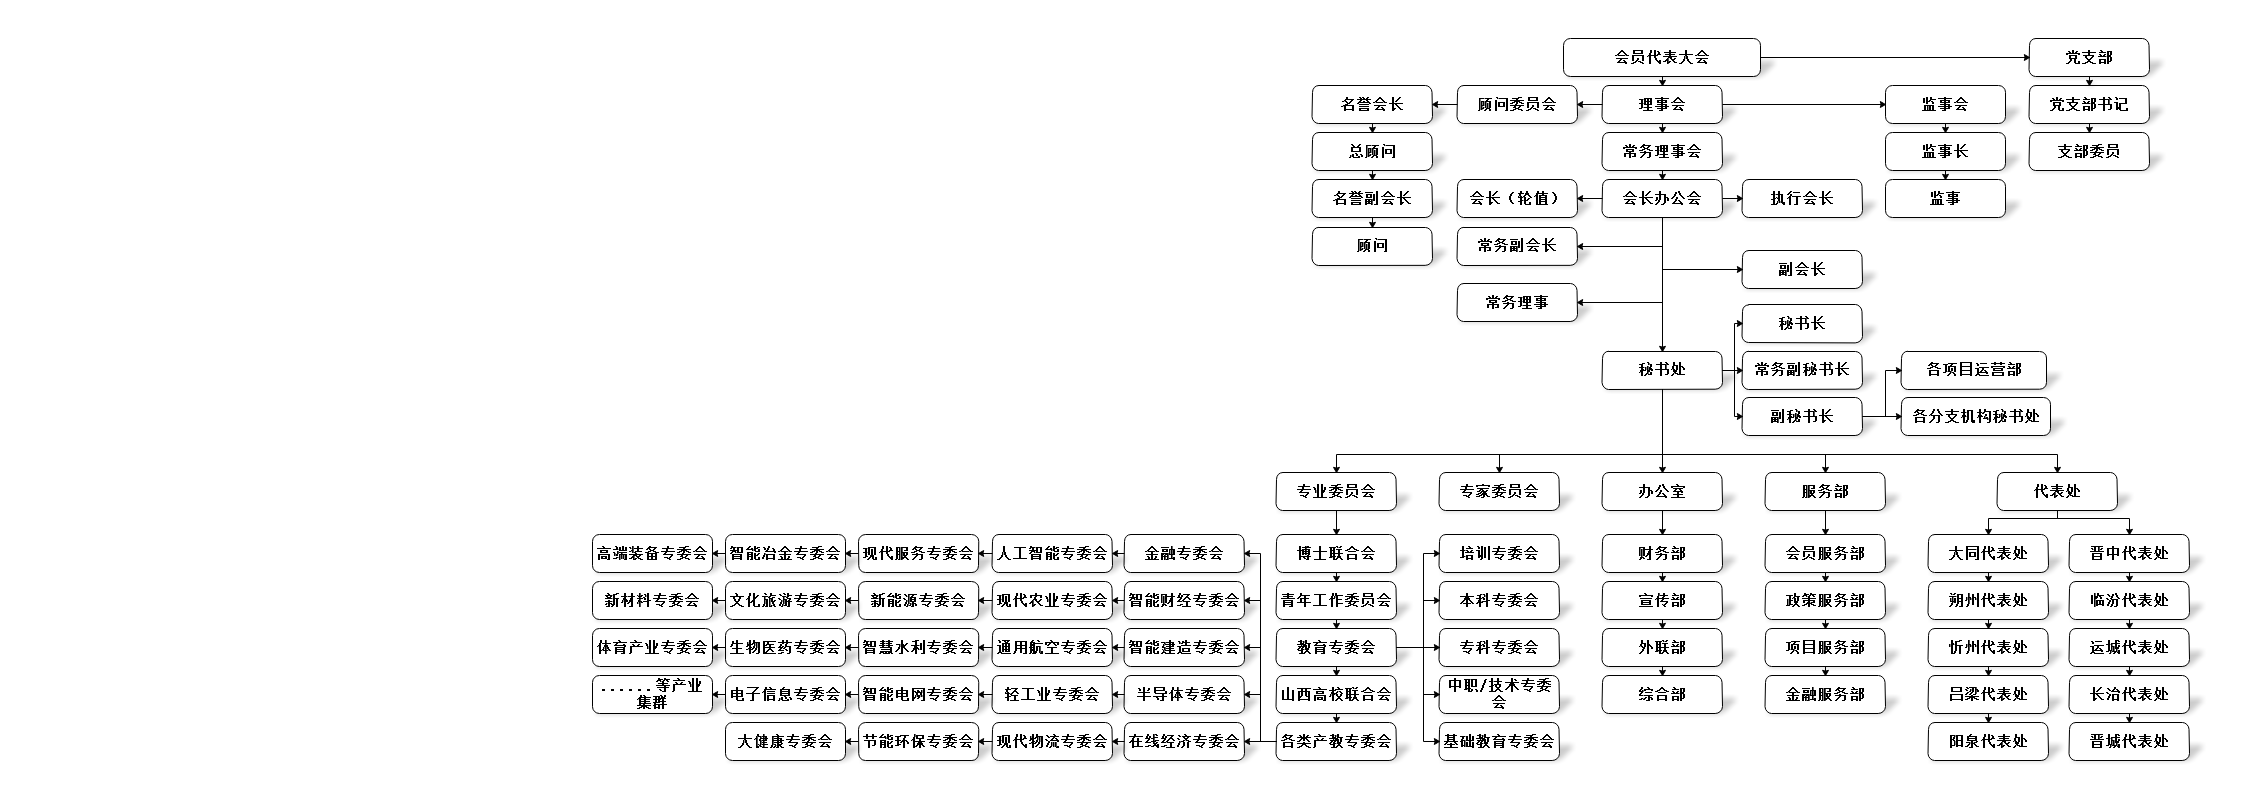 会员代表大会
党支部
名誉会长
顾问委员会
理事会
监事会
党支部书记
总顾问
常务理事会
监事长
支部委员
名誉副会长
会长（轮值）
会长办公会
执行会长
监事
顾问
常务副会长
副会长
常务理事
秘书长
秘书处
常务副秘书长
各项目运营部
副秘书长
各分支机构秘书处
专业委员会
专家委员会
办公室
服务部
代表处
高端装备专委会
智能冶金专委会
现代服务专委会
人工智能专委会
金融专委会
博士联合会
培训专委会
财务部
会员服务部
大同代表处
晋中代表处
新材料专委会
文化旅游专委会
新能源专委会
现代农业专委会
智能财经专委会
青年工作委员会
本科专委会
宣传部
政策服务部
朔州代表处
临汾代表处
体育产业专委会
生物医药专委会
智慧水利专委会
通用航空专委会
智能建造专委会
教育专委会
专科专委会
外联部
项目服务部
忻州代表处
运城代表处
......等产业
集群
电子信息专委会
智能电网专委会
轻工业专委会
半导体专委会
山西高校联合会
中职/技术专委
会
综合部
金融服务部
吕梁代表处
长治代表处
大健康专委会
节能环保专委会
现代物流专委会
在线经济专委会
各类产教专委会
基础教育专委会
阳泉代表处
晋城代表处